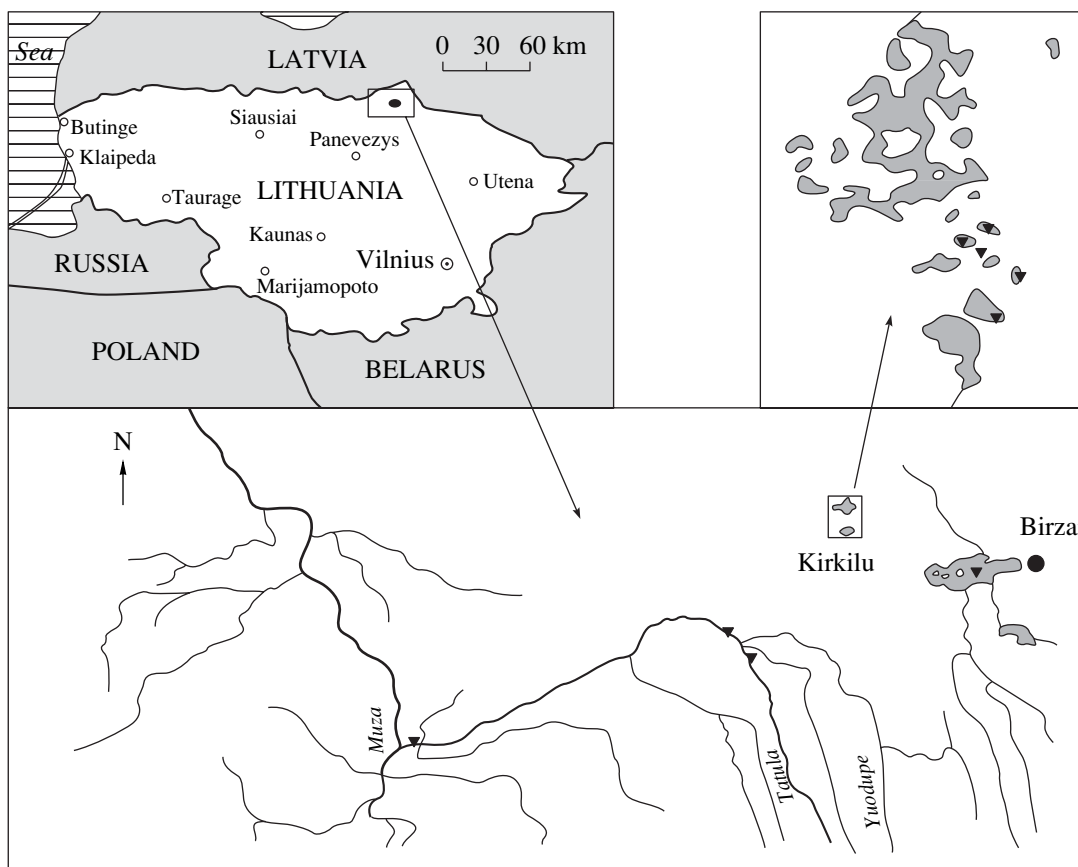 Sea
LATVIA
0 30 60 km
Butinge
Siausiai
Klaipeda
Panevezys
Taurage
LITHUANIA
Utena
Kaunas
RUSSIA
Vilnius
Marijamopoto
POLAND
BELARUS
N
Birza
Kirkilu
Muza
Tatula
Yuodupe